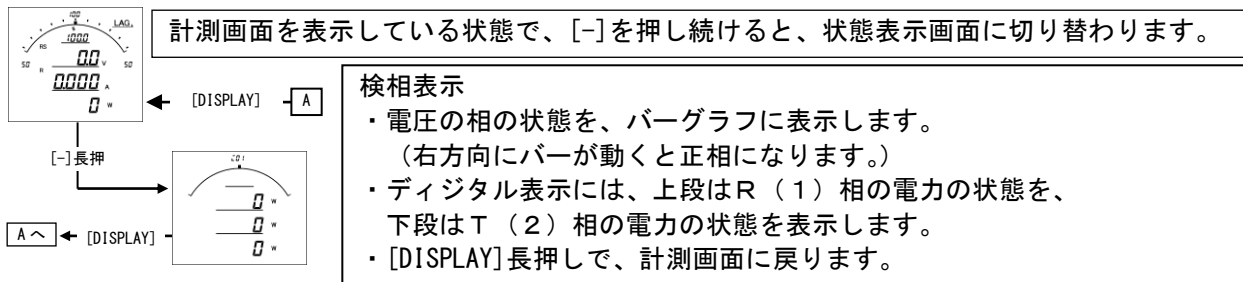 計測画面を表示している状態で、[-]を押し続けると、状態表示画面に切り替わります。
100
LAG
%
100.0
RS
0.0 V
50
50
R
0.000 A
0 W
[DISPLAY]
A
[-]長押
201
0 W
0 W
0 W
Aへ
[DISPLAY]
検相表示
・電圧の相の状態を、バーグラフに表示します。
(右方向にバーが動くと正相になります。)
・ディジタル表示には、上段はR(1)相の電力の状態を、
下段はT(2)相の電力の状態を表示します。
・[DISPLAY]長押しで、計測画面に戻ります。